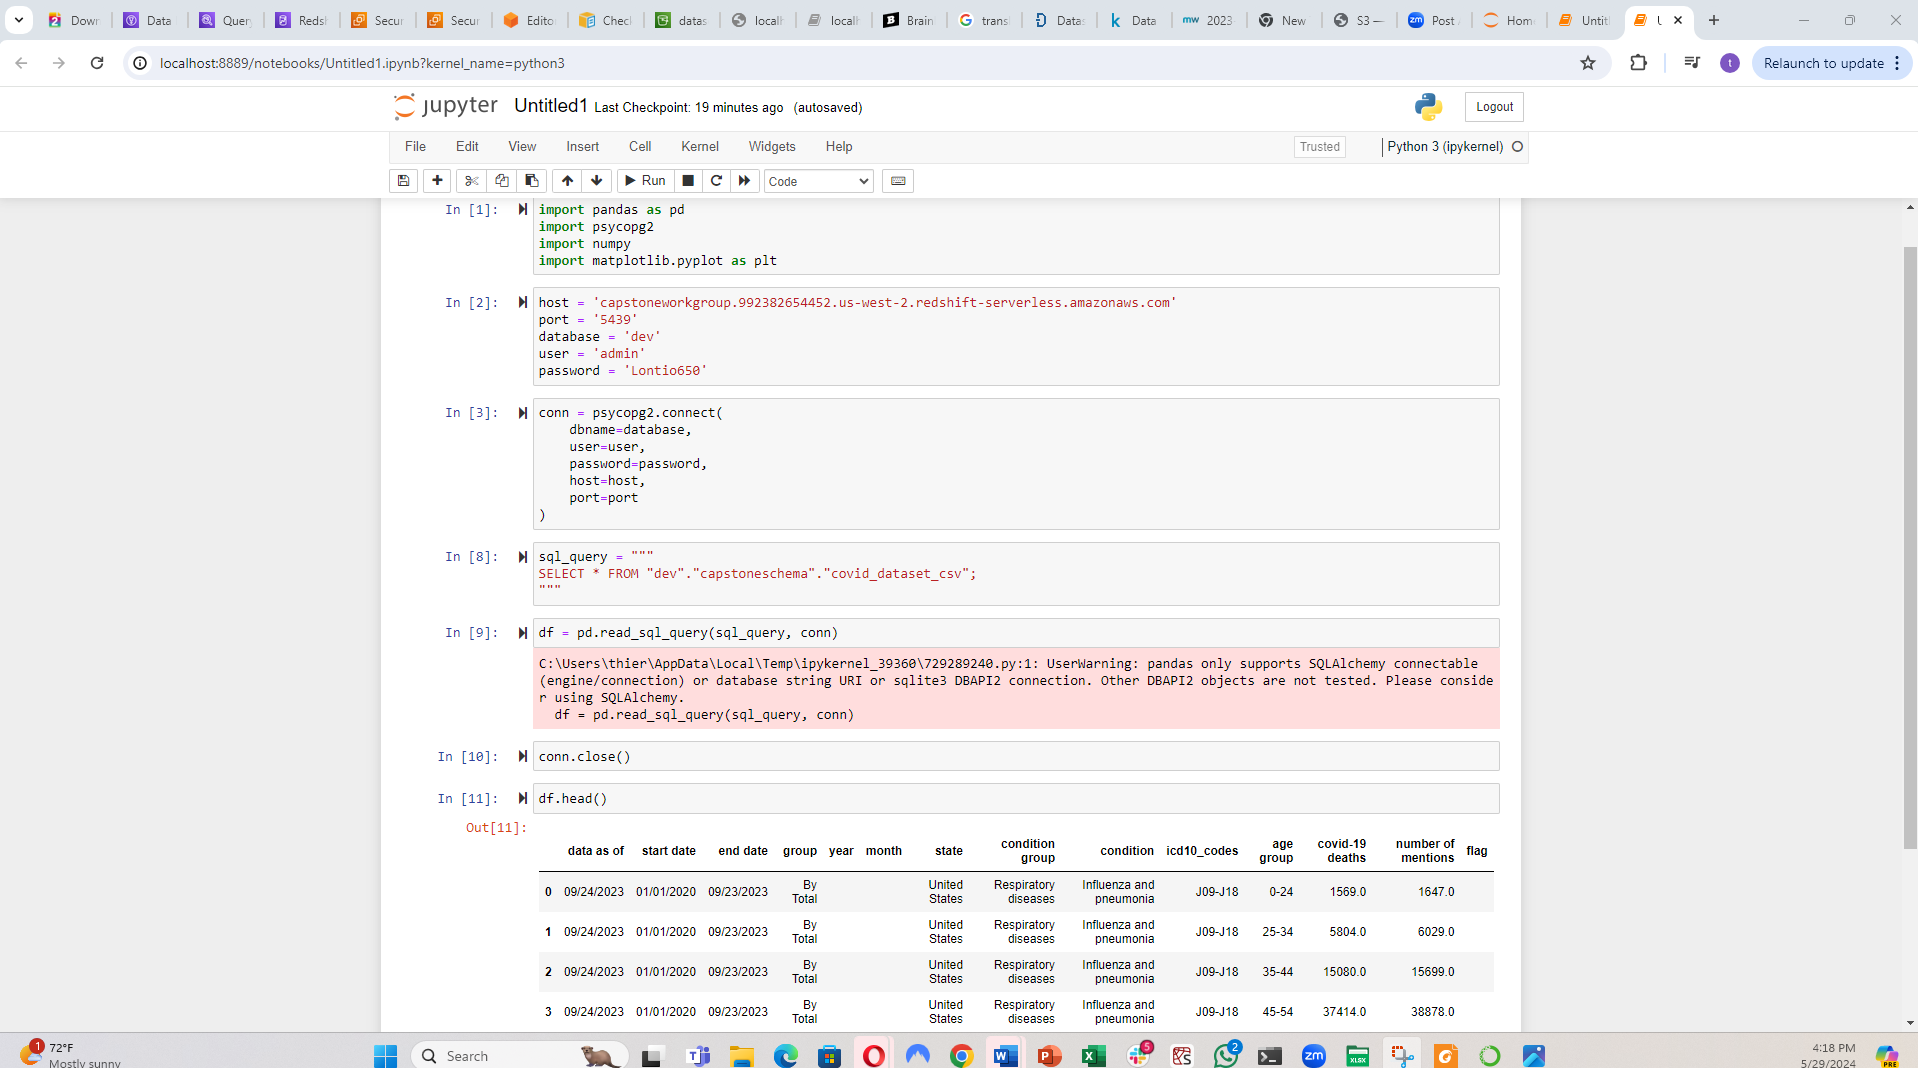 Down
Data
Query
Redsh
Secur
Secur
Edito
Check
datas
localh
localh
Brain
trans
Datas
Data
2023-
New
S3 —
Post
Hom
Untitl
localhost:8889/notebooks/Untitled1.ipynb?kernel_name=python3
t
Relaunch to update
jupyter Untitled1 Last Checkpoint: 19 minutes ago (autosaved)
Logout
File Edit View Insert Cell Kernel Widgets Help
Trusted
Python 3 (ipykernel)
Run
Code
In [1]: import pandas as pd
import psycopg2
import numpy
import matplotlib.pyplot as plt
In [2]: host = 'capstoneworkgroup.992382654452.us-west-2.redshift-serverless.amazonaws.com'
port = '5439'
database = 'dev'
user = 'admin'
password = 'Lontio650'
In [3]: conn = psycopg2.connect(
dbname=database,
user=user,
password=password,
host=host,
port=port
)
In [8]: sql_query = """
SELECT * FROM "dev"."capstoneschema"."covid_dataset_csv";
"""
In [9]: df = pd.read_sql_query(sql_query, conn)
C:\Users\thier\AppData\Local\Temp\ipykernel_39360\729289240.py:1: UserWarning: pandas only supports SQLAlchemy connectable
(engine/connection) or database string URI or sqlite3 DBAPI2 connection. Other DBAPI2 objects are not tested. Please conside
r using SQLAlchemy.
df = pd.read_sql_query(sql_query, conn)
In [10]: conn.close()
In [11]: df.head()
Out[11]:
data as of start date end date group year month state condition group condition icd10_codes age group covid-19 deaths number of mentions flag
0 09/24/2023 01/01/2020 09/23/2023 By Total United States Respiratory diseases Influenza and pneumonia J09-J18 0-24 1569.0 1647.0
1 09/24/2023 01/01/2020 09/23/2023 By Total United States Respiratory diseases Influenza and pneumonia J09-J18 25-34 5804.0 6029.0
2 09/24/2023 01/01/2020 09/23/2023 By Total United States Respiratory diseases Influenza and pneumonia J09-J18 35-44 15080.0 15699.0
3 09/24/2023 01/01/2020 09/23/2023 By Total United States Respiratory diseases Influenza and pneumonia J09-J18 45-54 37414.0 38878.0
1
72°F
Mostly sunny
Search
5
2
4:18 PM
5/29/2024